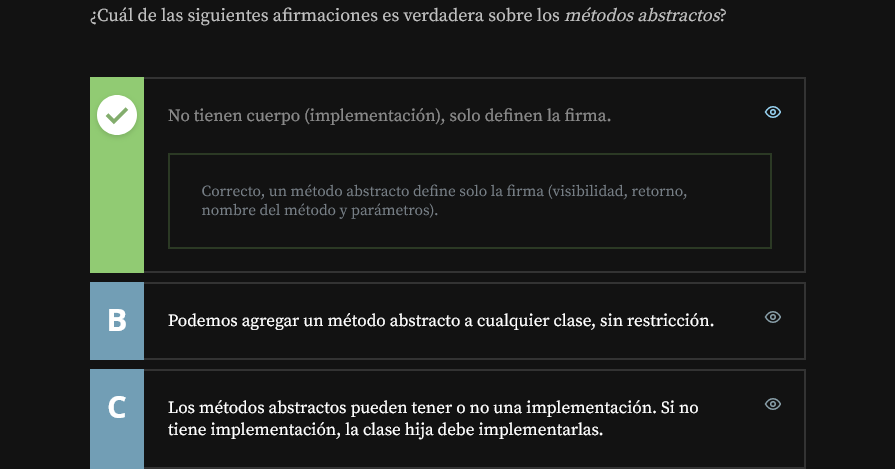 ¿Cuál de las siguientes afirmaciones es verdadera sobre los métodos abstractos?
No tienen cuerpo (implementación), solo definen la firma.
Correcto, un método abstracto define solo la firma (visibilidad, retorno,
nombre del método y parámetros).
B
Podemos agregar un método abstracto a cualquier clase, sin restricción.
C
Los métodos abstractos pueden tener o no una implementación. Si no
tiene implementación, la clase hija debe implementarlas.